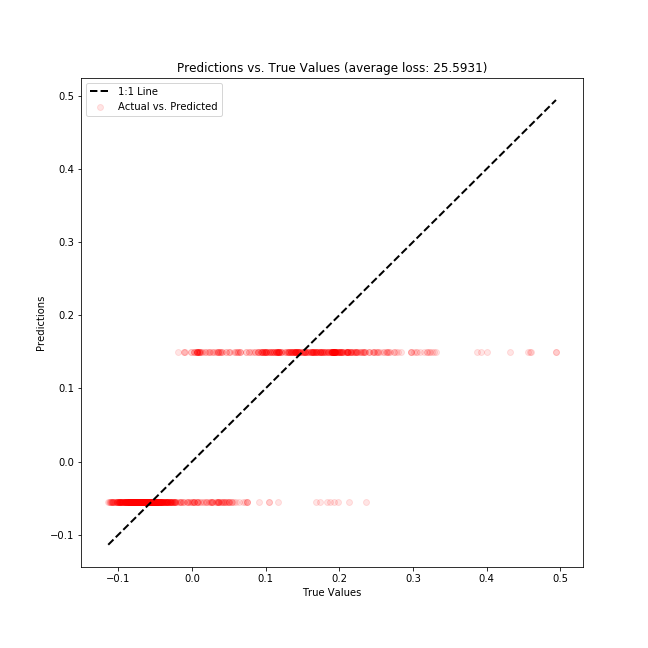 Predictions vs. True Values (average loss: 25.5931)
1:1 Line
Actual vs. Predicted
0.5
0.4
0.3
0.2
0.1
0.0
−0.1
Predictions
−0.1 0.0 0.1 0.2 0.3 0.4 0.5
True Values